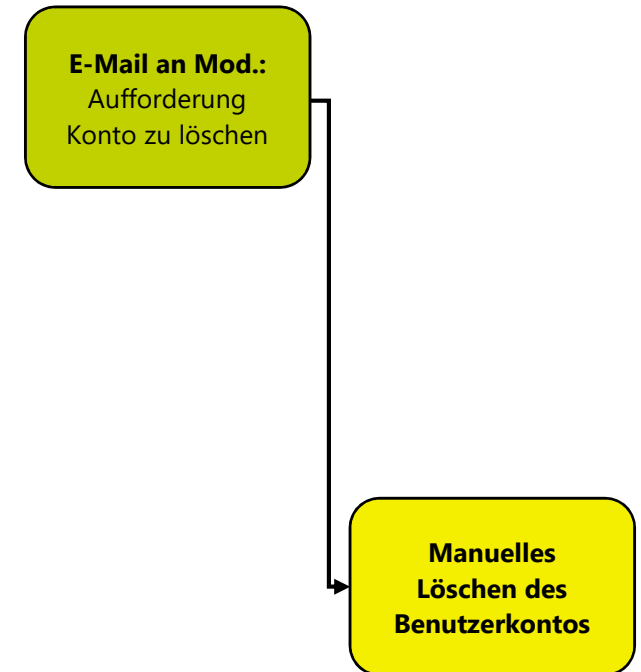 E-Mail an Mod.:
Aufforderung
Konto zu löschen
Manuelles
Löschen des
Benutzerkontos